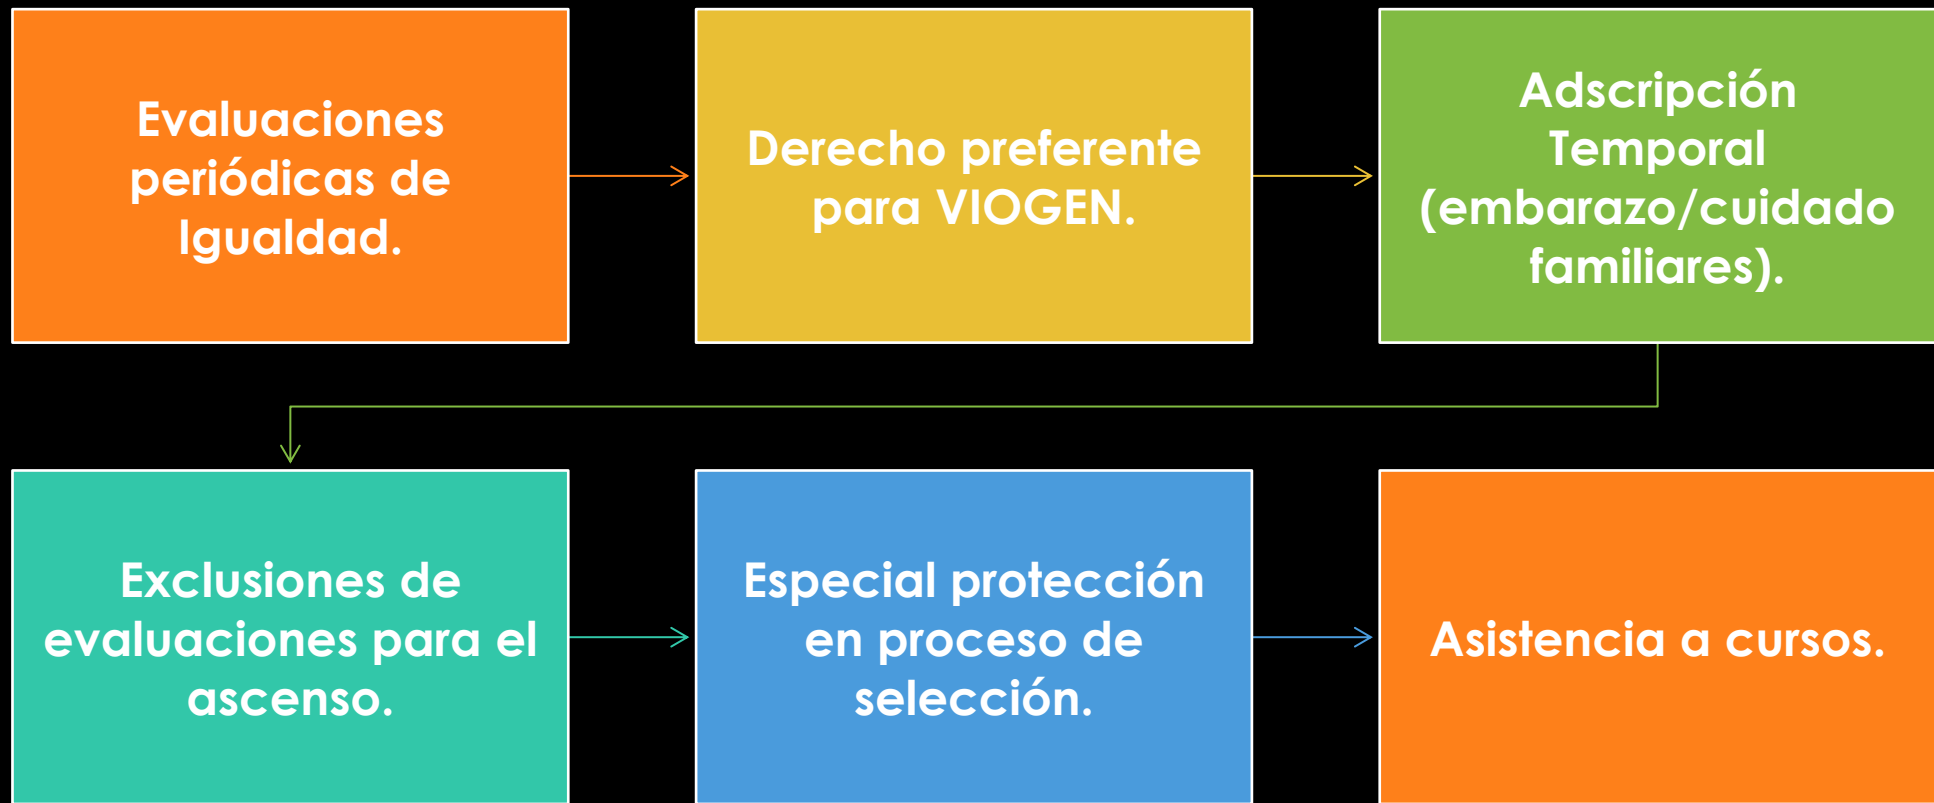 Evaluaciones
periódicas de
Igualdad.
Derecho preferente
para VIOGEN.
Adscripción
Temporal
(embarazo/cuidado
familiares).
Exclusiones de
evaluaciones para el
ascenso.
Especial protección
en proceso de
selección.
Asistencia a cursos.